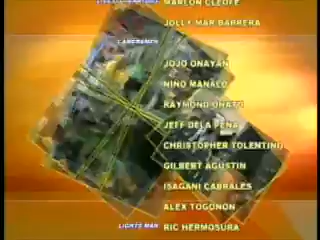 MARLON CLEOFE
JOLLY MAR BARRERA
CAMERAMEN
JOJO ONAYAN
NINO MANALO
RAYMOND ONATO
JEFF DELA PEÑA
CHRISTOPHER TOLENTINO
GILBERT AGUSTIN
ISAGANI CABRALES
ALEX TOGONON
LIGHTS MAN RIC HERMOSURA